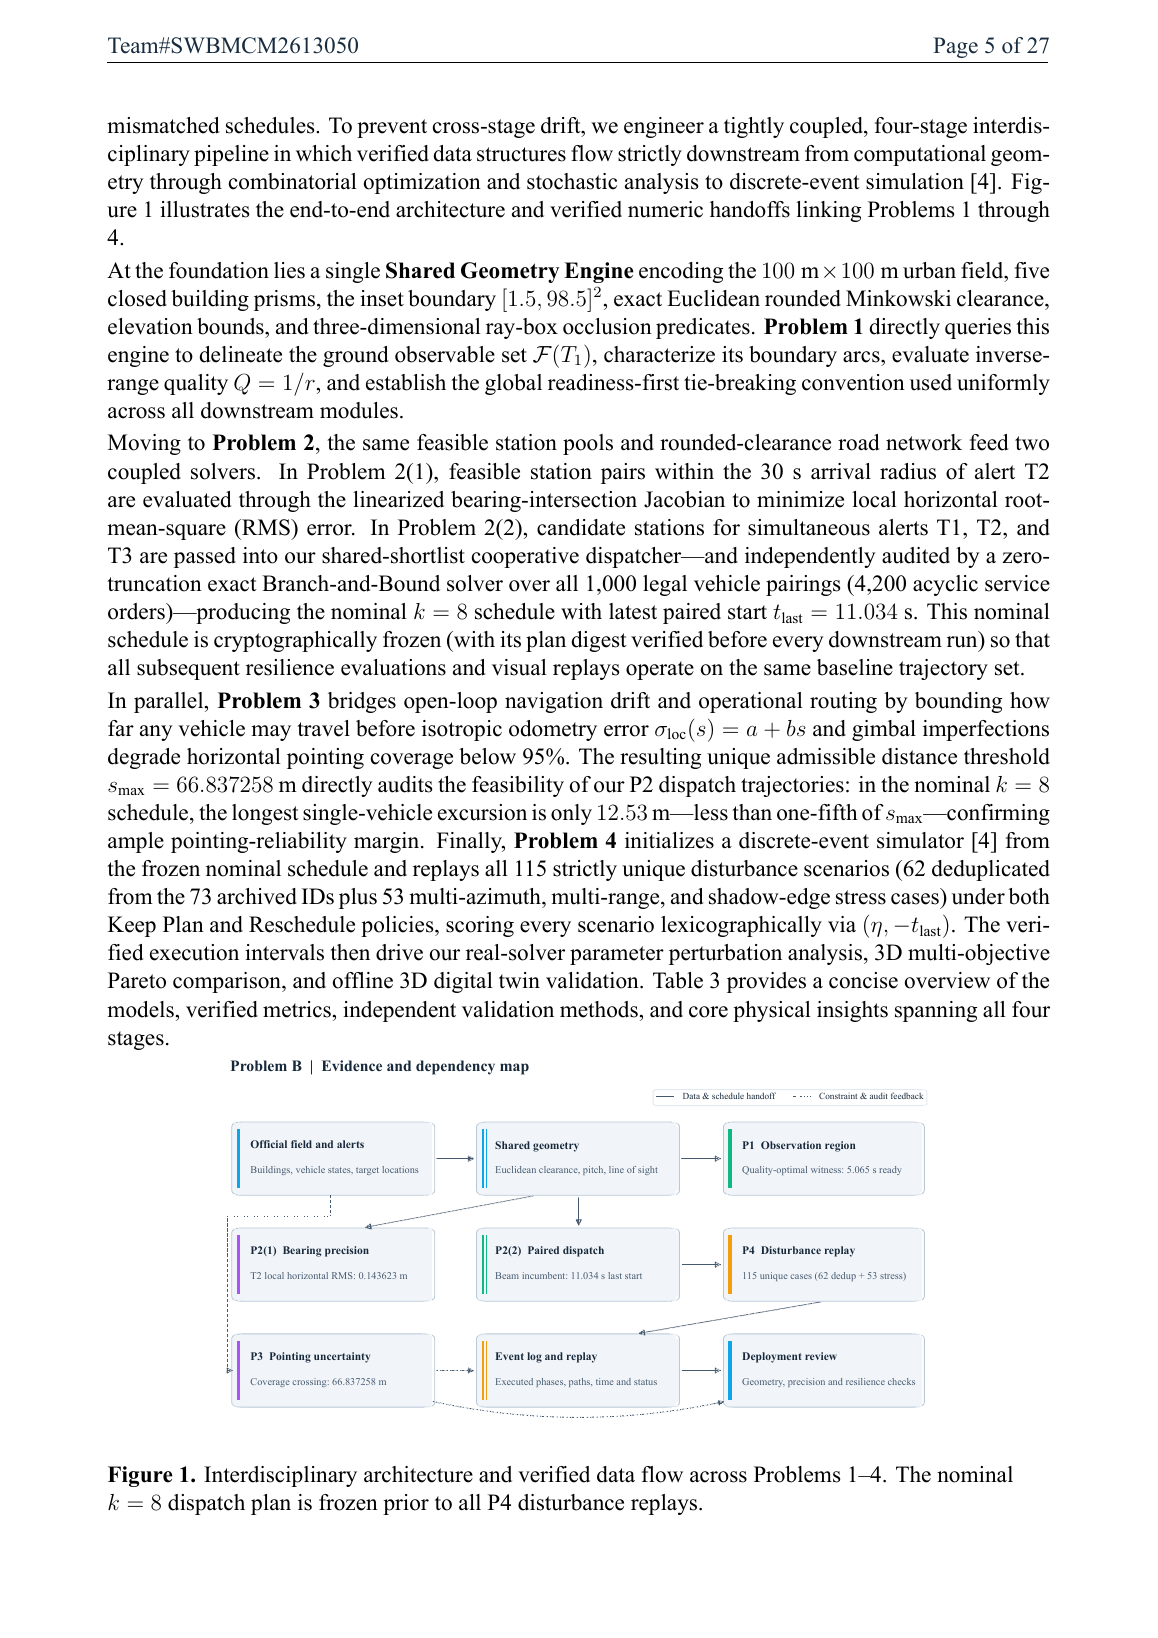 Team#SWBMCM2613050 Page 5 of 27
mismatched schedules. To prevent cross-stage drift, we engineer a tightly coupled, four-stage interdis-
ciplinary pipeline in which verified data structures flow strictly downstream from computational geom-
etry through combinatorial optimization and stochastic analysis to discrete-event simulation [4]. Fig-
ure 1 illustrates the end-to-end architecture and verified numeric handoffs linking Problems 1 through
4.
At the foundation lies a single Shared Geometry Engine encoding the 100 m×100 m urban field, five
closed building prisms, the inset boundary [1.5, 98.5]², exact Euclidean rounded Minkowski clearance,
elevation bounds, and three-dimensional ray-box occlusion predicates. Problem 1 directly queries this
engine to delineate the ground observable set ℱ(T₁), characterize its boundary arcs, evaluate inverse-
range quality Q = 1/r, and establish the global readiness-first tie-breaking convention used uniformly
across all downstream modules.
Moving to Problem 2, the same feasible station pools and rounded-clearance road network feed two
coupled solvers. In Problem 2(1), feasible station pairs within the 30 s arrival radius of alert T2
are evaluated through the linearized bearing-intersection Jacobian to minimize local horizontal root-
mean-square (RMS) error. In Problem 2(2), candidate stations for simultaneous alerts T1, T2, and
T3 are passed into our shared-shortlist cooperative dispatcher—and independently audited by a zero-
truncation exact Branch-and-Bound solver over all 1,000 legal vehicle pairings (4,200 acyclic service
orders)—producing the nominal k = 8 schedule with latest paired start t_last = 11.034 s. This nominal
schedule is cryptographically frozen (with its plan digest verified before every downstream run) so that
all subsequent resilience evaluations and visual replays operate on the same baseline trajectory set.
In parallel, Problem 3 bridges open-loop navigation drift and operational routing by bounding how
far any vehicle may travel before isotropic odometry error σ_loc(s) = a + bs and gimbal imperfections
degrade horizontal pointing coverage below 95%. The resulting unique admissible distance threshold
s_max = 66.837258 m directly audits the feasibility of our P2 dispatch trajectories: in the nominal k = 8
schedule, the longest single-vehicle excursion is only 12.53 m—less than one-fifth of s_max—confirming
ample pointing-reliability margin. Finally, Problem 4 initializes a discrete-event simulator [4] from
the frozen nominal schedule and replays all 115 strictly unique disturbance scenarios (62 deduplicated
from the 73 archived IDs plus 53 multi-azimuth, multi-range, and shadow-edge stress cases) under both
Keep Plan and Reschedule policies, scoring every scenario lexicographically via (η, −t_last). The veri-
fied execution intervals then drive our real-solver parameter perturbation analysis, 3D multi-objective
Pareto comparison, and offline 3D digital twin validation. Table 3 provides a concise overview of the
models, verified metrics, independent validation methods, and core physical insights spanning all four
stages.
Problem B | Evidence and dependency map
Data & schedule handoff Constraint & audit feedback
Official field and alerts
Buildings, vehicle states, target locations
Shared geometry
Euclidean clearance, pitch, line of sight
P1 Observation region
Quality-optimal witness: 5.065 s ready
P2(1) Bearing precision
T2 local horizontal RMS: 0.143623 m
P2(2) Paired dispatch
Beam incumbent: 11.034 s last start
P4 Disturbance replay
115 unique cases (62 dedup + 53 stress)
P3 Pointing uncertainty
Coverage crossing: 66.837258 m
Event log and replay
Executed phases, paths, time and status
Deployment review
Geometry, precision and resilience checks
Figure 1. Interdisciplinary architecture and verified data flow across Problems 1–4. The nominal
k = 8 dispatch plan is frozen prior to all P4 disturbance replays.